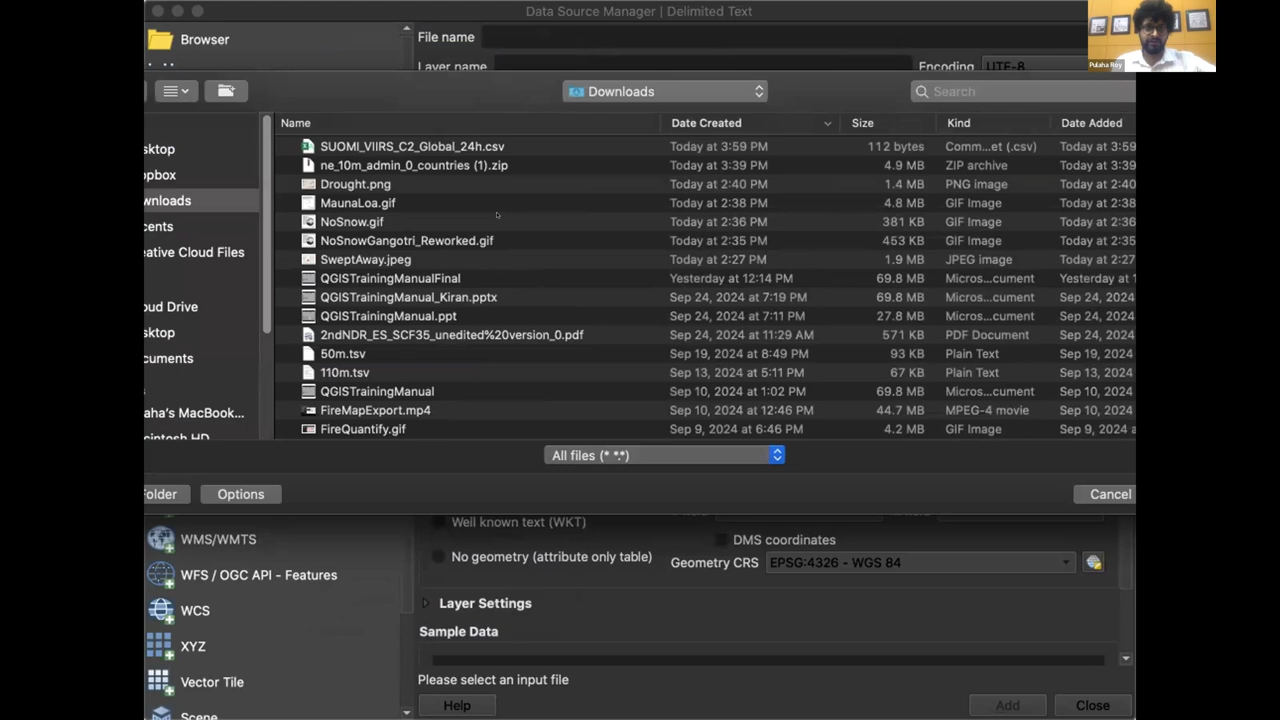 Data Source Manager | Delimited Text
Browser
File name
Layer name
Encoding UTF-8
Pulaha Roy
Downloads
Search
Name Date Created Size Kind Date Added
SUOMI_VIIRS_C2_Global_24h.csv Today at 3:59 PM 112 bytes Comm...et (.csv) Today at 3:59
ne_10m_admin_0_countries (1).zip Today at 3:39 PM 4.9 MB ZIP archive Today at 3:39
Drought.png Today at 2:40 PM 1.4 MB PNG image Today at 2:40
MaunaLoa.gif Today at 2:38 PM 4.8 MB GIF Image Today at 2:38
NoSnow.gif Today at 2:36 PM 381 KB GIF Image Today at 2:36
NoSnowGangotri_Reworked.gif Today at 2:35 PM 453 KB GIF Image Today at 2:35
SweptAway.jpeg Today at 2:27 PM 1.9 MB JPEG image Today at 2:27
QGISTrainingManualFinal Yesterday at 12:14 PM 69.8 MB Micros...cument Yesterday at 1
QGISTrainingManual_Kiran.pptx Sep 24, 2024 at 7:19 PM 69.8 MB Micros...cument Sep 24, 2024
QGISTrainingManual.ppt Sep 24, 2024 at 7:11 PM 27.8 MB Micros...cument Sep 24, 2024
2ndNDR_ES_SCF35_unedited%20version_0.pdf Sep 24, 2024 at 11:29 AM 571 KB PDF Document Sep 24, 2024
50m.tsv Sep 19, 2024 at 8:49 PM 93 KB Plain Text Sep 19, 2024
110m.tsv Sep 13, 2024 at 5:11 PM 67 KB Plain Text Sep 13, 2024
QGISTrainingManual Sep 10, 2024 at 1:02 PM 69.8 MB Micros...cument Sep 10, 2024
FireMapExport.mp4 Sep 10, 2024 at 12:46 PM 44.7 MB MPEG-4 movie Sep 10, 2024
FireQuantify.gif Sep 9, 2024 at 6:46 PM 4.2 MB GIF Image Sep 9, 2024
sktop
opbox
wnloads
cents
eative Cloud Files
oud Drive
sktop
cuments
aha's MacBook...
cintosh HD
All files (* *.*)
Folder Options Cancel
Well known text (WKT)
DMS coordinates
No geometry (attribute only table)
Geometry CRS EPSG:4326 - WGS 84
WMS/WMTS
WFS / OGC API - Features
WCS
XYZ
Vector Tile
Scene
Layer Settings
Sample Data
Please select an input file
Help Add Close